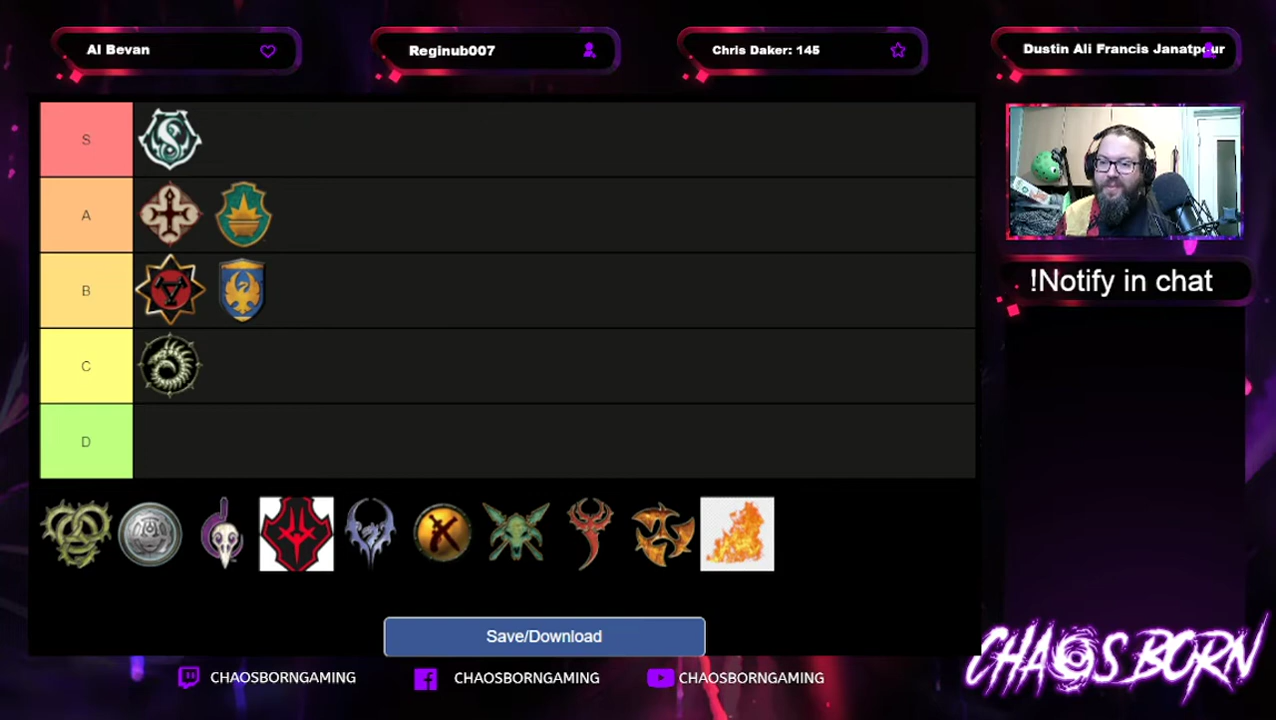 Al Bevan
Reginub007
Chris Daker: 145
Dustin Ali Francis Janatpour
S
A
B
C
D
!Notify in chat
Save/Download
CHAOSBORNGAMING
CHAOSBORNGAMING
CHAOSBORNGAMING
CHAOS BORN